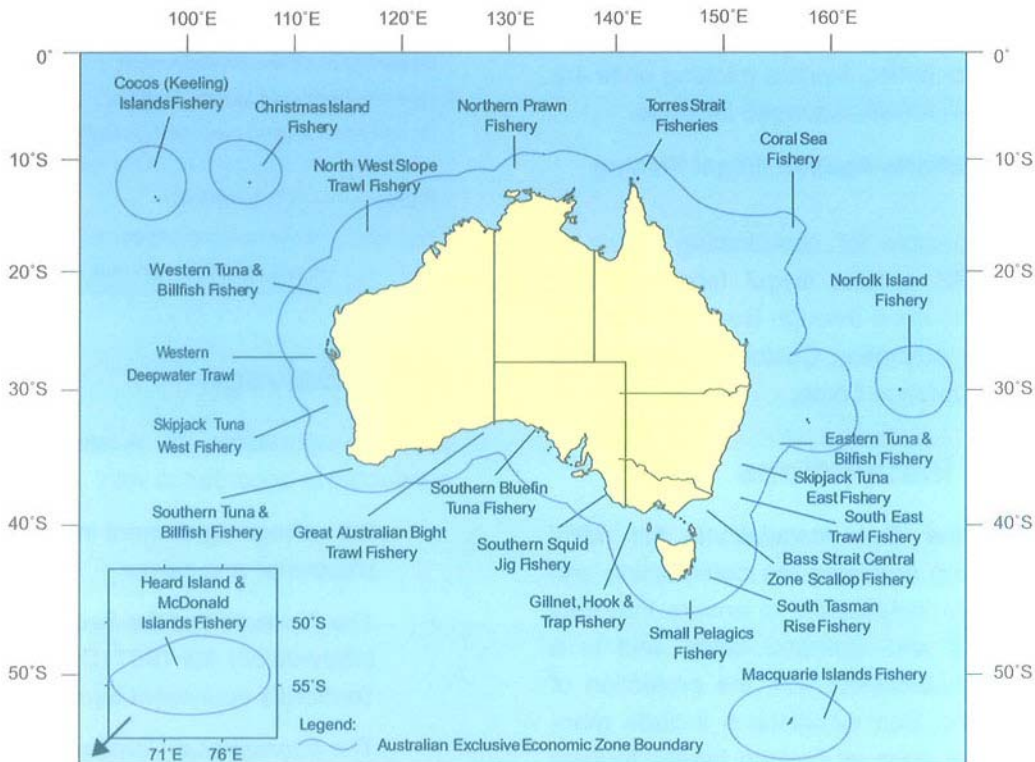 100°E 110°E 120°E 130°E 140°E 150°E 160°E
0° 0°
Cocos (Keeling)
Islands Fishery
Christmas Island
Fishery
Northern Prawn
Fishery
Torres Strait
Fisheries
Coral Sea
Fishery
10°S 10°S
North West Slope
Trawl Fishery
20°S 20°S
Western Tuna &
Billfish Fishery
Norfolk Island
Fishery
Western
Deepwater Trawl
30°S 30°S
Skipjack Tuna
West Fishery
Eastern Tuna &
Bilfish Fishery
Southern Tuna &
Billfish Fishery
Great Australian Bight
Trawl Fishery
Southern Bluefin
Tuna Fishery
Skipjack Tuna
East Fishery
40°S 40°S
Southern Squid
Jig Fishery
South East
Trawl Fishery
Gillnet, Hook &
Trap Fishery
Bass Strait Central
Zone Scallop Fishery
Small Pelagics
Fishery
South Tasman
Rise Fishery
Heard Island &
McDonald
Islands Fishery
50°S
50°S 50°S
55°S
71°E 76°E
Macquarie Islands Fishery
Legend:
Australian Exclusive Economic Zone Boundary